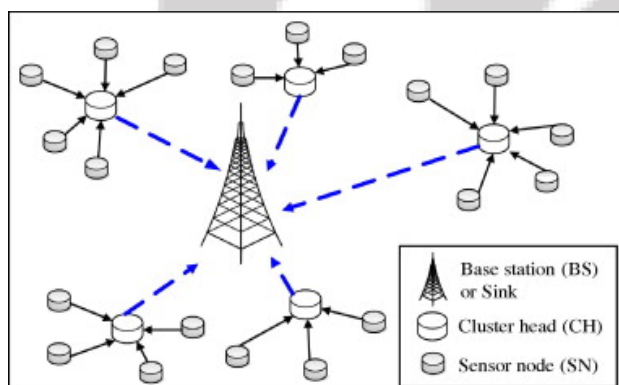 Base station (BS)
or Sink
Cluster head (CH)
Sensor node (SN)